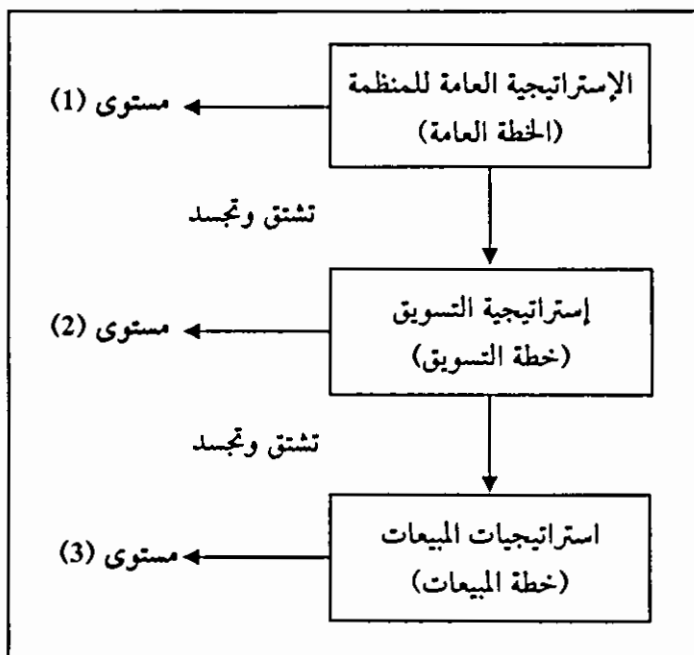 الإستراتيجية العامة للمنظمة
(الخطة العامة)
مستوى (1)
تشتق وتجسد
إستراتيجية التسويق
(خطة التسويق)
مستوى (2)
تشتق وتجسد
استراتيجيات المبيعات
(خطة المبيعات)
مستوى (3)